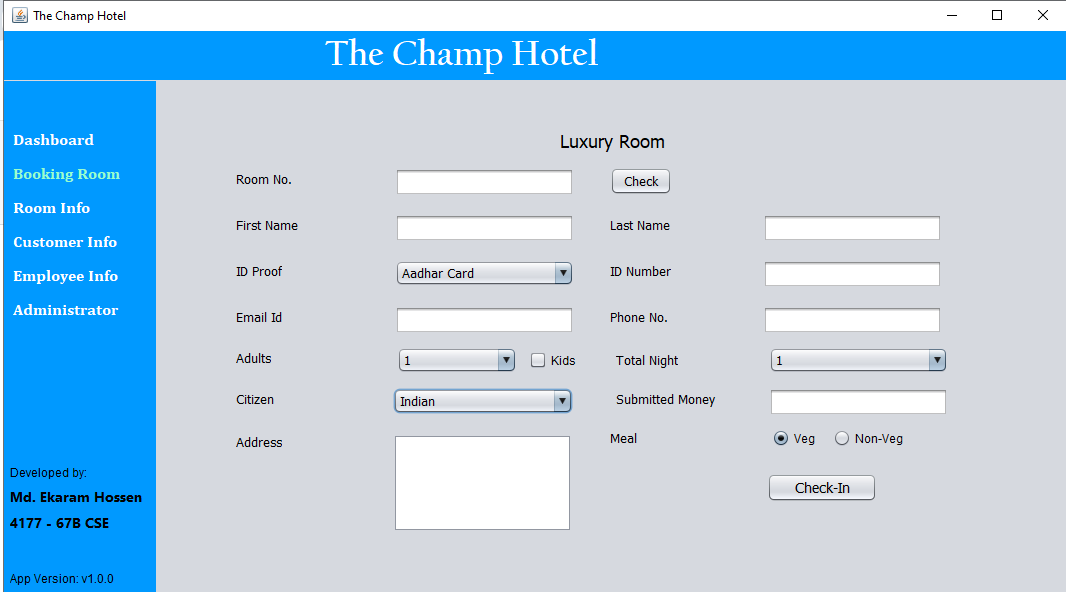 The Champ Hotel
The Champ Hotel
Dashboard
Booking Room
Room Info
Customer Info
Employee Info
Administrator
Developed by:
Md. Ekaram Hossen
4177 - 67B CSE
App Version: v1.0.0
Luxury Room
Room No. Check
First Name Last Name
ID Proof Aadhar Card ID Number
Email Id Phone No.
Adults 1 Kids Total Night 1
Citizen Indian Submitted Money
Address Meal Veg Non-Veg
Check-In